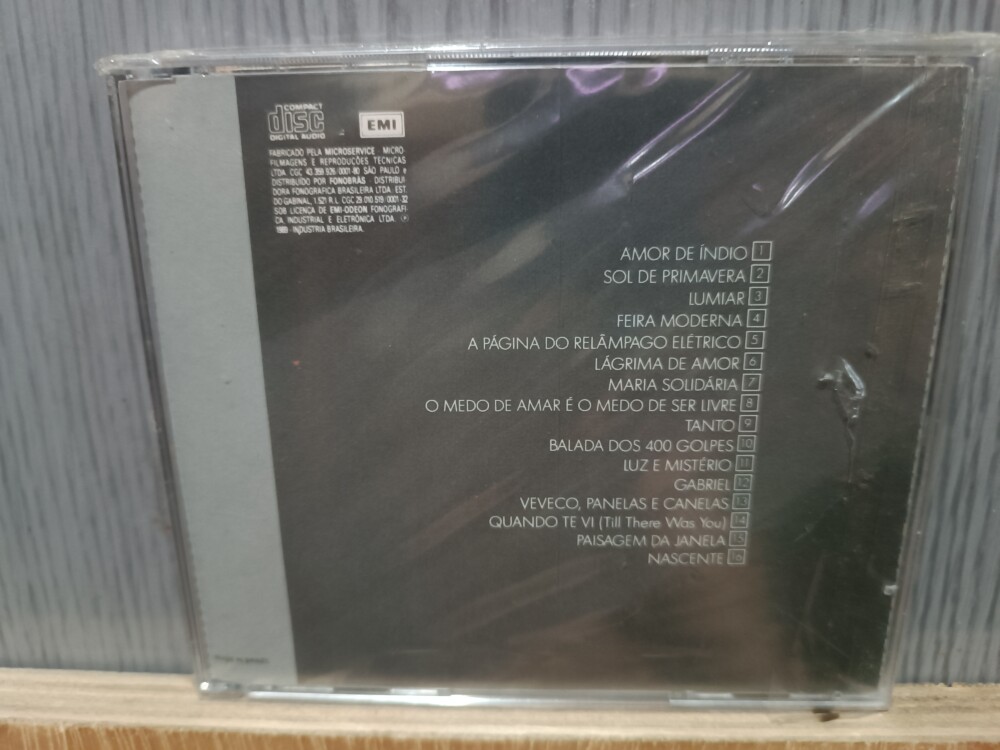 COMPACT
disc
DIGITAL AUDIO
EMI
FABRICADO PELA MICROSERVICE MICRO-
FILMAGENS E REPRODUÇÕES TÉCNICAS
LTDA. CGC 43.359.926/0001-80 SÃO PAULO e
DISTRIBUÍDO POR FONOBRÁS DISTRIBUI-
DORA FONOGRÁFICA BRASILEIRA LTDA. EST.
DO GABINAL, 1.521 R.L. CGC 29.010.519/0001-32
SOB LICENÇA DE EMI-ODEON FONOGRÁFI-
CA, INDUSTRIAL E ELETRÔNICA LTDA. ℗
1989 - INDÚSTRIA BRASILEIRA.
AMOR DE ÍNDIO 1
SOL DE PRIMAVERA 2
LUMIAR 3
FEIRA MODERNA 4
A PÁGINA DO RELÂMPAGO ELÉTRICO 5
LÁGRIMA DE AMOR 6
MARIA SOLIDÁRIA 7
O MEDO DE AMAR É O MEDO DE SER LIVRE 8
TANTO 9
BALADA DOS 400 GOLPES 10
LUZ E MISTÉRIO 11
GABRIEL 12
VEVECO, PANELAS E CANELAS 13
QUANDO TE VI (Till There Was You) 14
PAISAGEM DA JANELA 15
NASCENTE 16